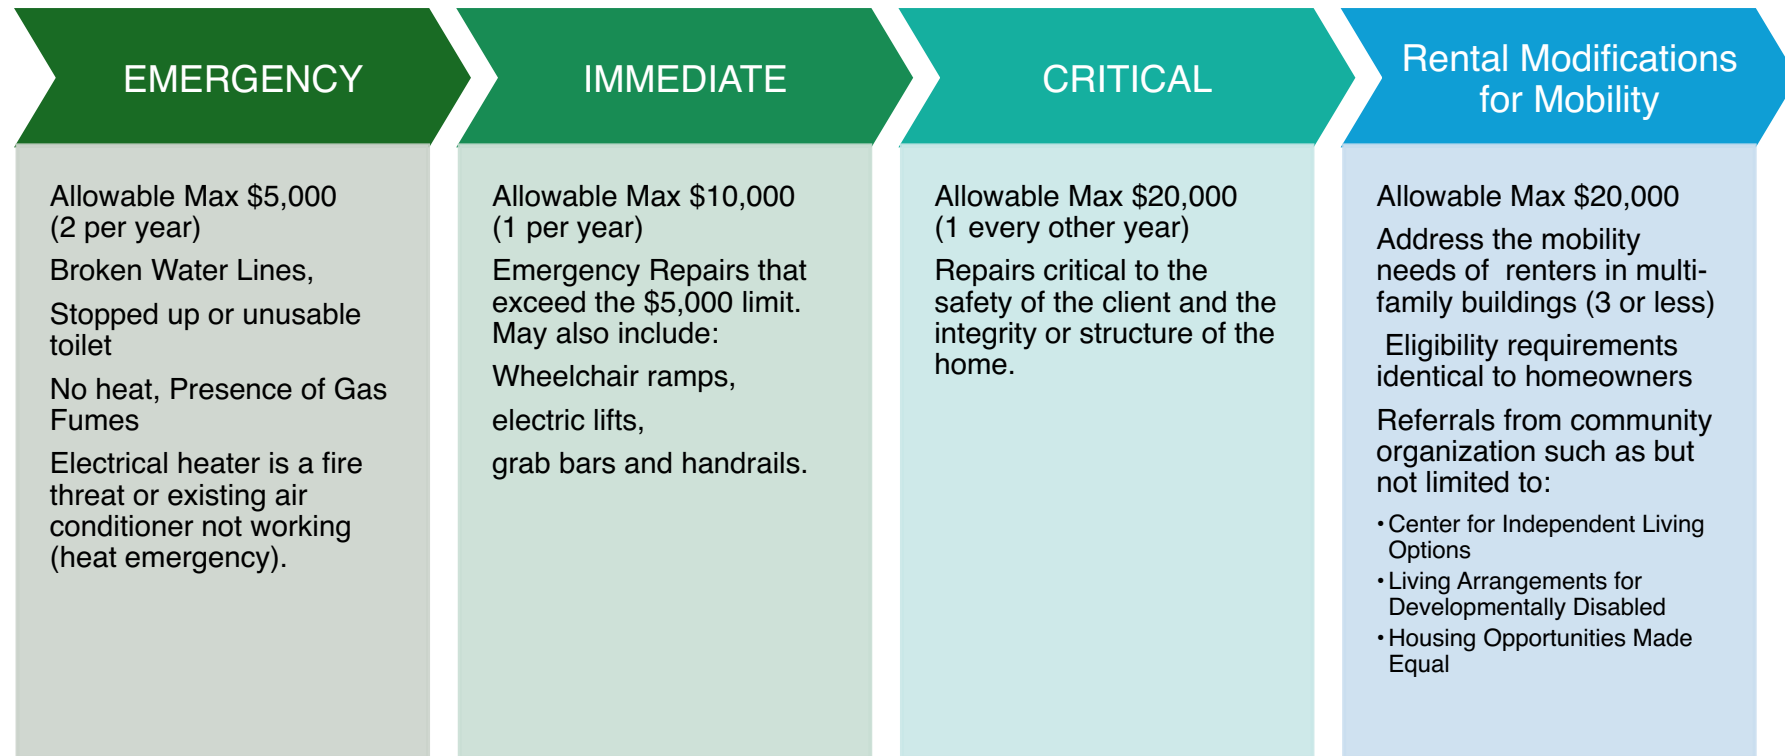 EMERGENCY
Allowable Max $5,000
(2 per year)
Broken Water Lines,
Stopped up or unusable
toilet
No heat, Presence of Gas
Fumes
Electrical heater is a fire
threat or existing air
conditioner not working
(heat emergency).
IMMEDIATE
Allowable Max $10,000
(1 per year)
Emergency Repairs that
exceed the $5,000 limit.
May also include:
Wheelchair ramps,
electric lifts,
grab bars and handrails.
CRITICAL
Allowable Max $20,000
(1 every other year)
Repairs critical to the
safety of the client and the
integrity or structure of the
home.
Rental Modifications
for Mobility
Allowable Max $20,000
Address the mobility
needs of  renters in multi-
family buildings (3 or less)
Eligibility requirements
identical to homeowners
Referrals from community
organization such as but
not limited to:
• Center for Independent Living
Options
• Living Arrangements for
Developmentally Disabled
• Housing Opportunities Made
Equal